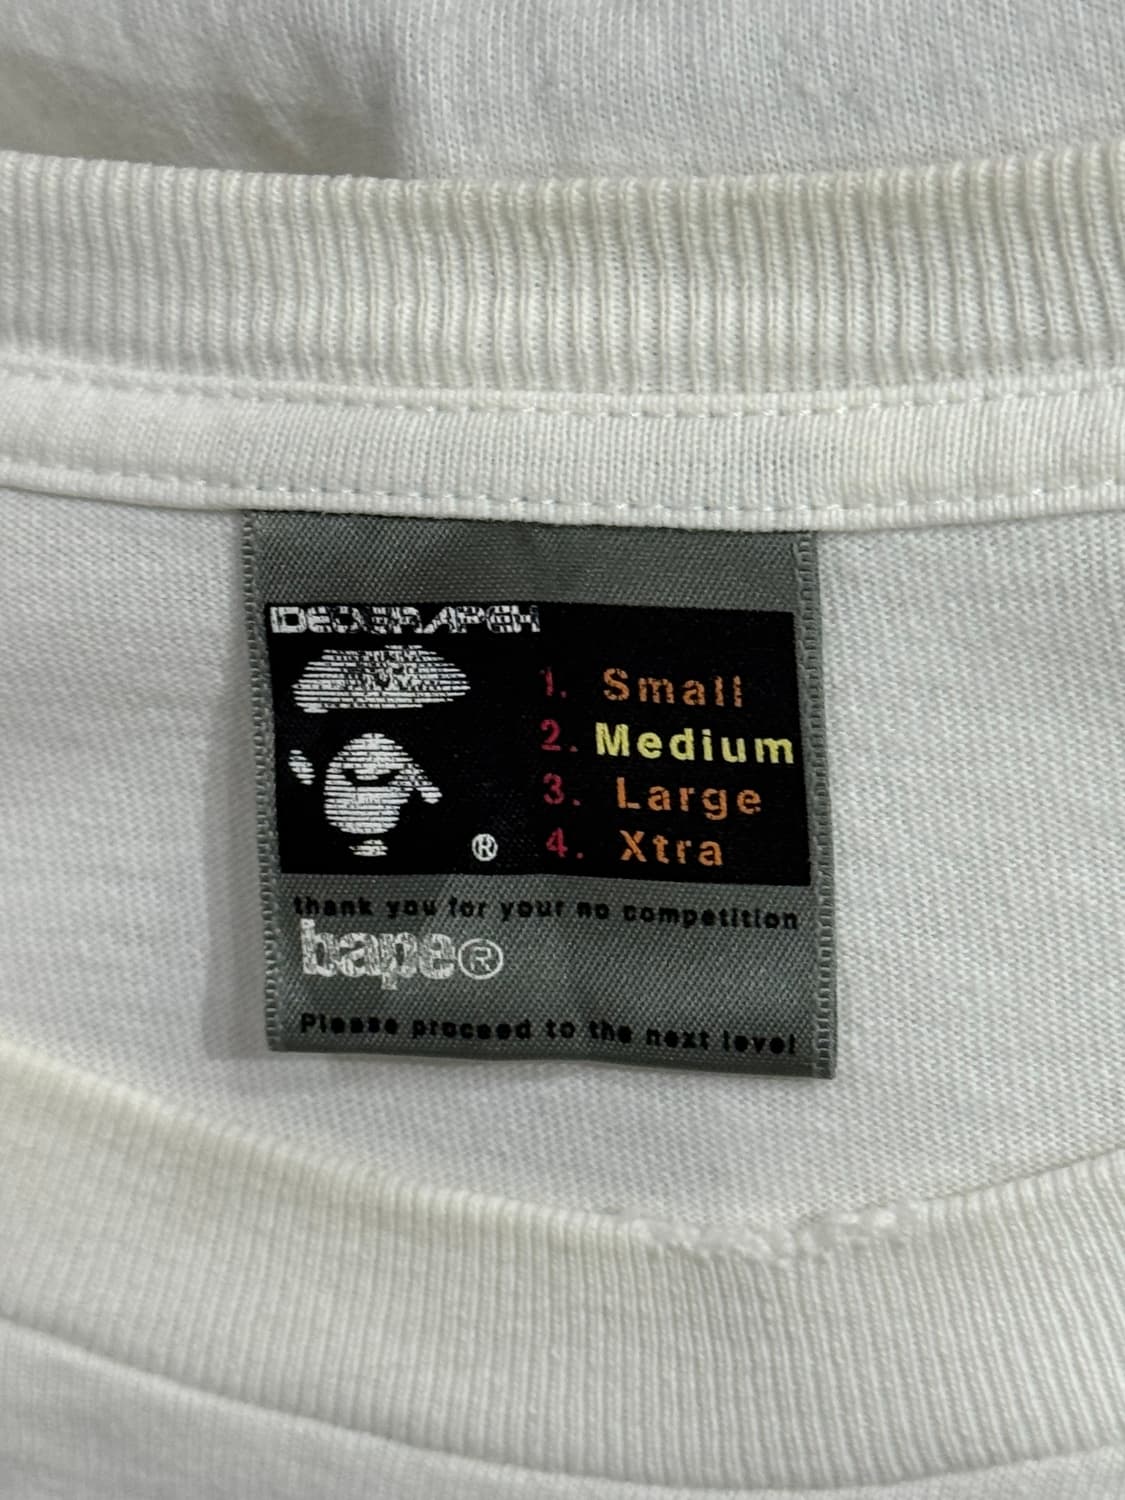 IDEOGRAPEH
1. Small
2. Medium
3. Large
4. Xtra
®
thank you for your no competition
bape®
Please proceed to the next level